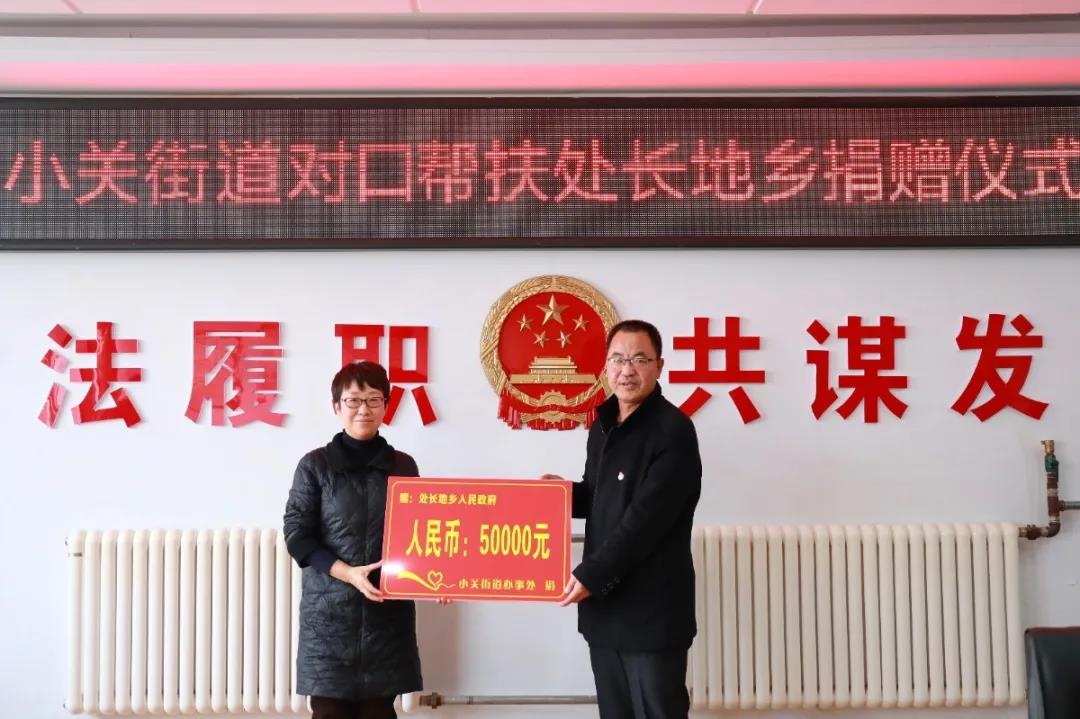 小关街道对口帮扶处长地乡捐赠仪式
法履职 共谋发
赠：处长地乡人民政府
人民币：50000元
小关街道办事处 捐